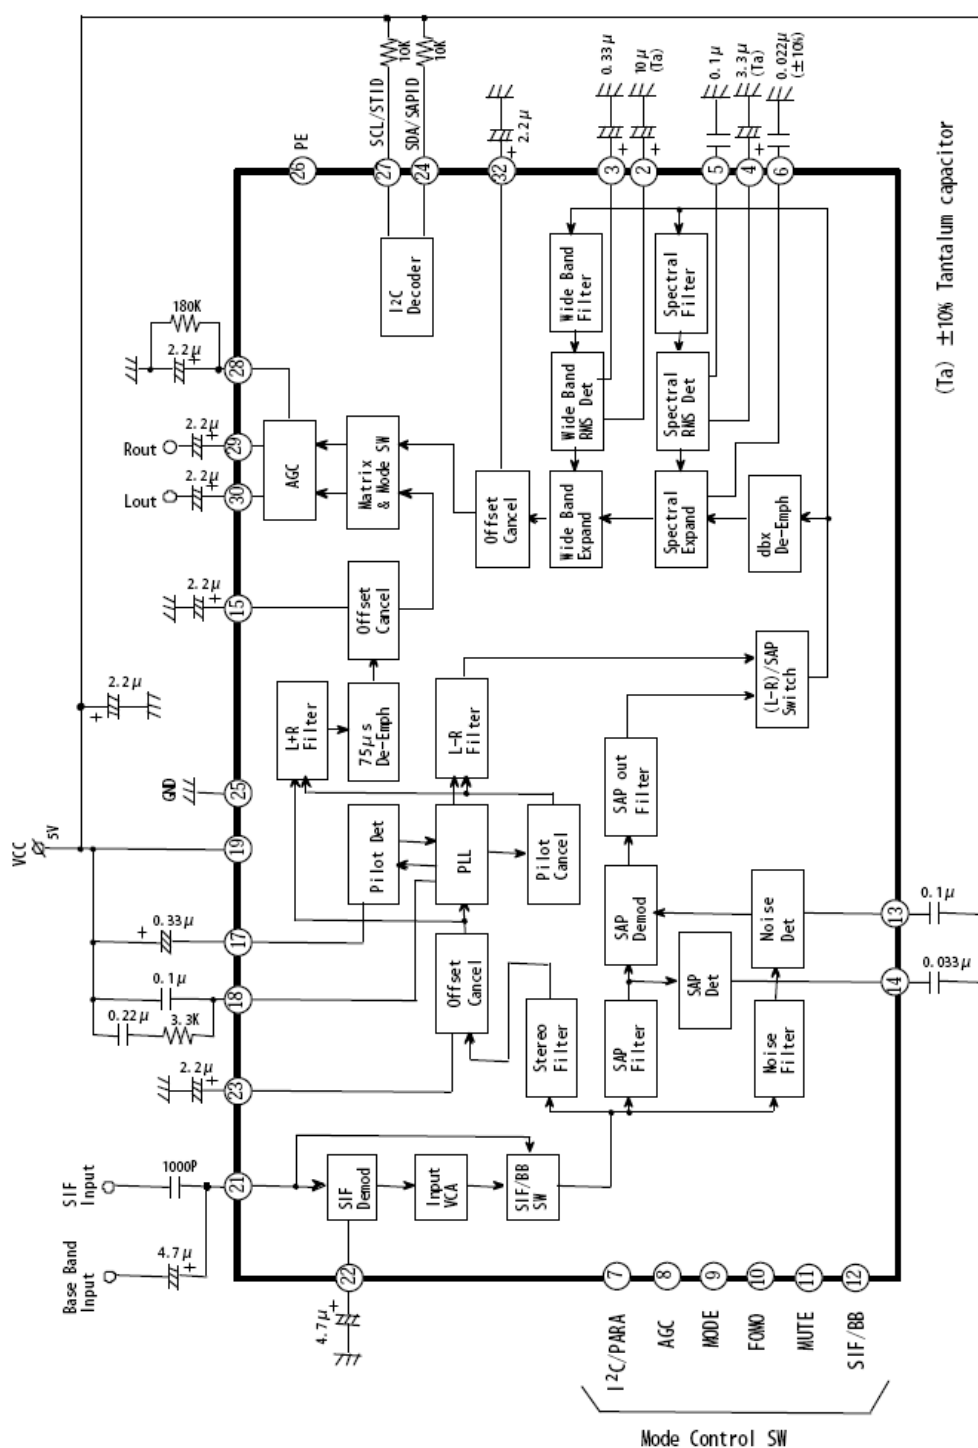 SCL/STID
10K
SDA/SAPID
10K
2.2μ
0.33μ
10μ
(Ta)
0.1μ
3.3μ
(Ta)
0.022μ
(±10%)
PE
26
27
24
32
3
2
5
4
6
I²C
Decoder
Wide Band
Filter
Spectral
Filter
Wide Band
RMS Det
Spectral
RMS Det
Wide Band
Expand
Spectral
Expand
dbx
De-Emph
Offset
Cancel
(Ta) ±10% Tantalum capacitor
180K
2.2μ
28
Rout
2.2μ
29
Lout
2.2μ
30
AGC
Matrix
& Mode SW
2.2μ
15
Offset
Cancel
2.2μ
L+R
Filter
75μs
De-Emph
L-R
Filter
(L-R)/SAP
Switch
GND
25
VCC
5V
19
Pilot Det
PLL
Pilot
Cancel
SAP out
Filter
0.33μ
17
0.1μ
18
0.22μ
3.3K
Offset
Cancel
SAP
Demod
SAP
Det
Noise
Det
13
0.1μ
14
0.033μ
2.2μ
23
Stereo
Filter
SAP
Filter
Noise
Filter
SIF
Input
1000P
21
SIF
Demod
Input
VCA
SIF/BB
SW
Base Band
Input
4.7μ
22
4.7μ
7
8
9
10
11
12
I²C/PARA
AGC
MODE
FOMO
MUTE
SIF/BB
Mode Control SW